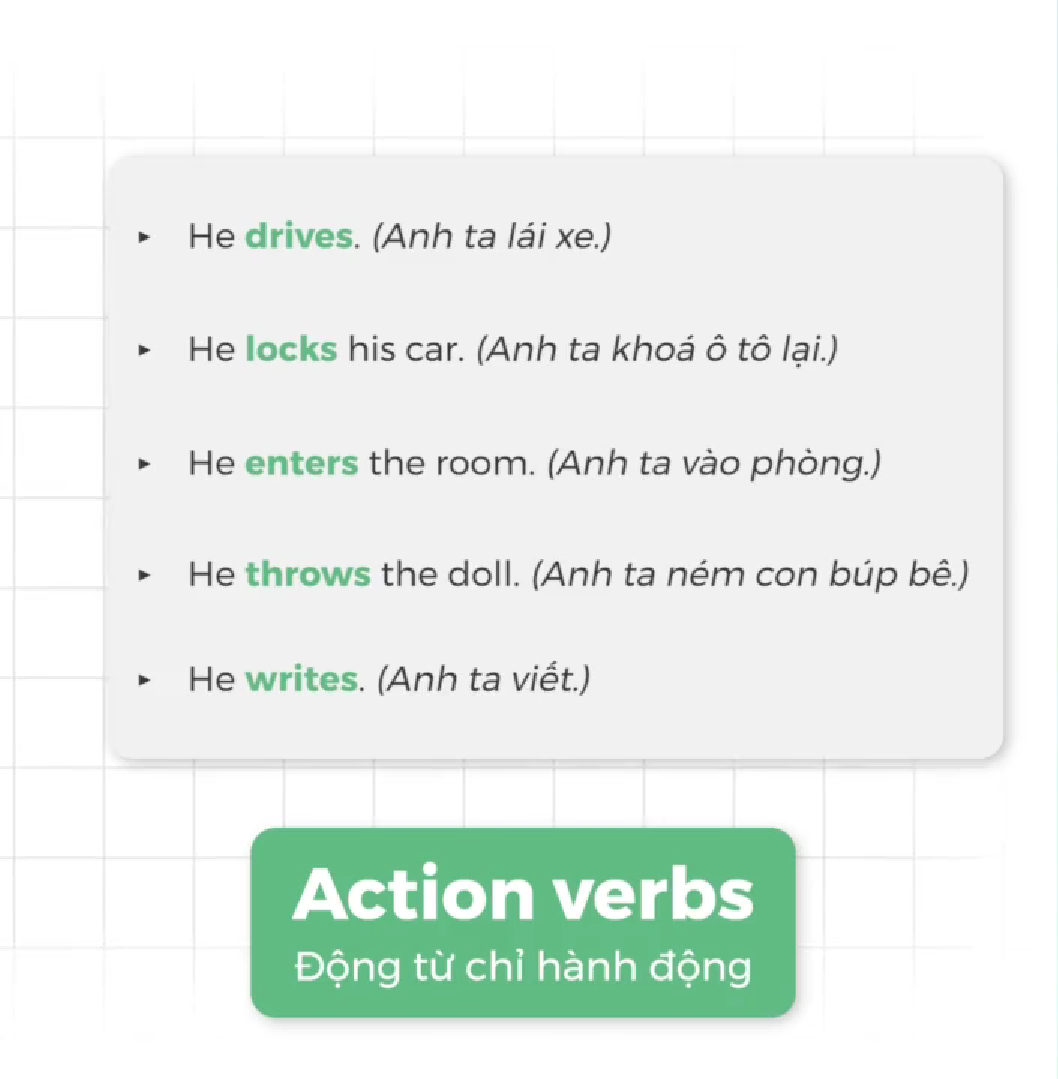 ‣ He drives. (Anh ta lái xe.)
‣ He locks his car. (Anh ta khoá ô tô lại.)
‣ He enters the room. (Anh ta vào phòng.)
‣ He throws the doll. (Anh ta ném con búp bê.)
‣ He writes. (Anh ta viết.)
Action verbs
Động từ chỉ hành động